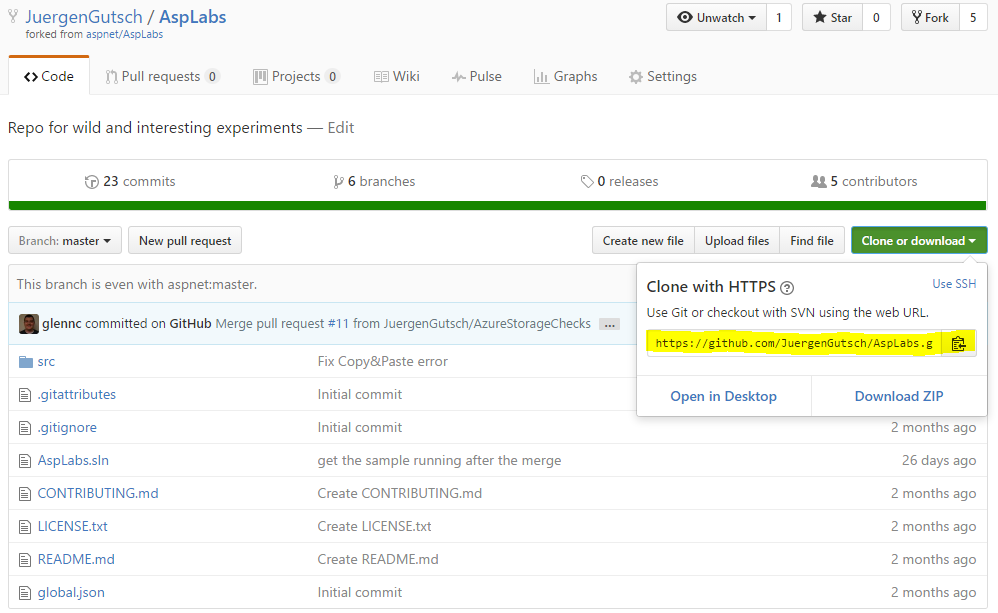 JuergenGutsch / AspLabs
forked from aspnet/AspLabs
Unwatch 1 Star 0 Fork 5
Code Pull requests 0 Projects 0 Wiki Pulse Graphs Settings
Repo for wild and interesting experiments — Edit
23 commits 6 branches 0 releases 5 contributors
Branch: master New pull request Create new file Upload files Find file Clone or download
This branch is even with aspnet:master.
glennc committed on GitHub Merge pull request #11 from JuergenGutsch/AzureStorageChecks ...
Clone with HTTPS ? Use SSH
Use Git or checkout with SVN using the web URL.
https://github.com/JuergenGutsch/AspLabs.g
Open in Desktop Download ZIP
src Fix Copy&Paste error
.gitattributes Initial commit
.gitignore Initial commit 2 months ago
AspLabs.sln get the sample running after the merge 26 days ago
CONTRIBUTING.md Create CONTRIBUTING.md 2 months ago
LICENSE.txt Create LICENSE.txt 2 months ago
README.md Create README.md 2 months ago
global.json Initial commit 2 months ago